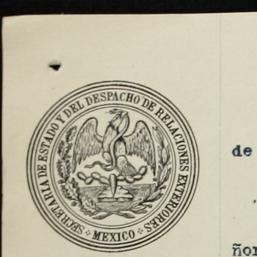 SECRETARIA DE ESTADO Y DEL DESPACHO DE RELACIONES EXTERIORES
MEXICO
de
ñor